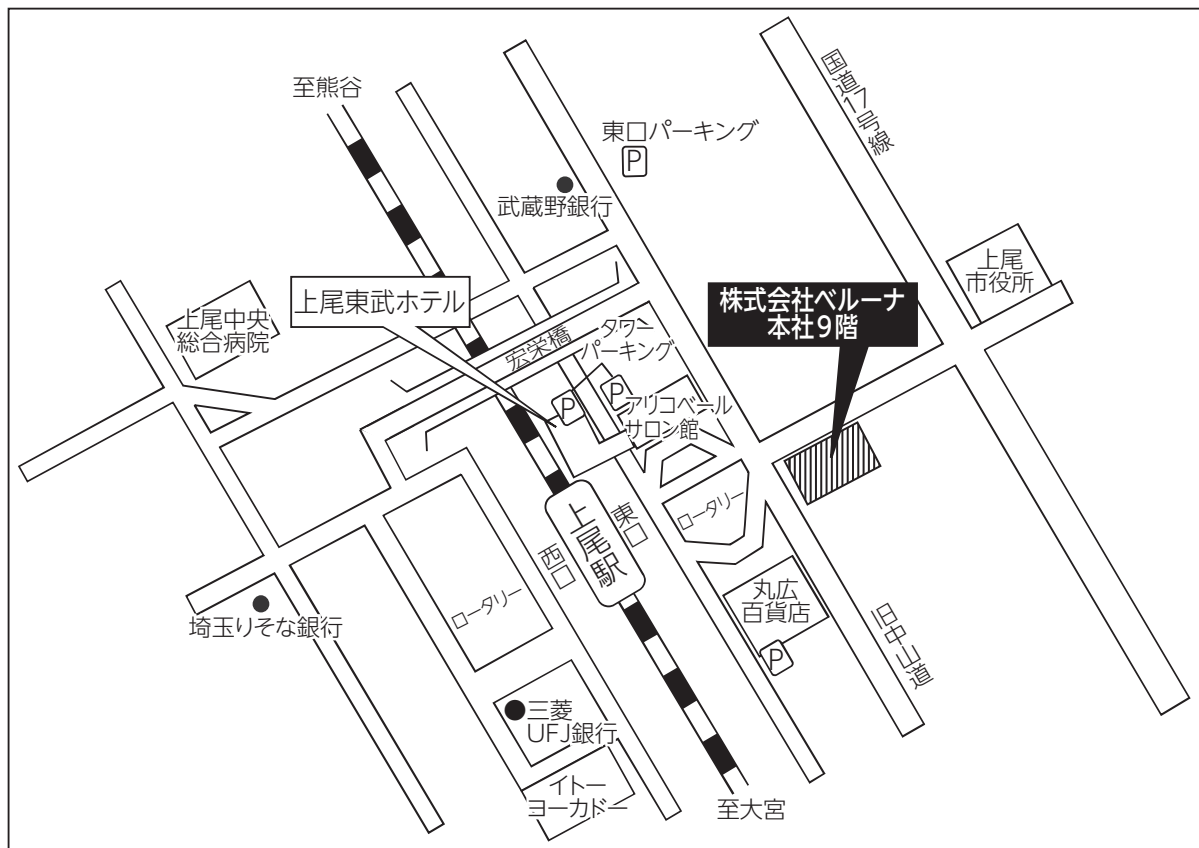 至熊谷
国道17号線
東口パーキング
P
武蔵野銀行
上尾
市役所
上尾東武ホテル
株式会社ベルーナ
本社9階
上尾中央
総合病院
宏栄橋
タワー
パーキング
P
P
アリコベール
サロン館
ロータリー
上尾駅
東口
西口
丸広
百貨店
P
ロータリー
埼玉りそな銀行
旧中山道
三菱
UFJ銀行
イトー
ヨーカドー
至大宮